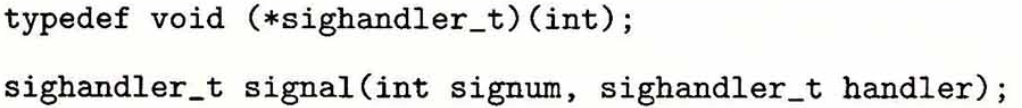 typedef void (*sighandler_t)(int);
sighandler_t signal(int signum, sighandler_t handler);